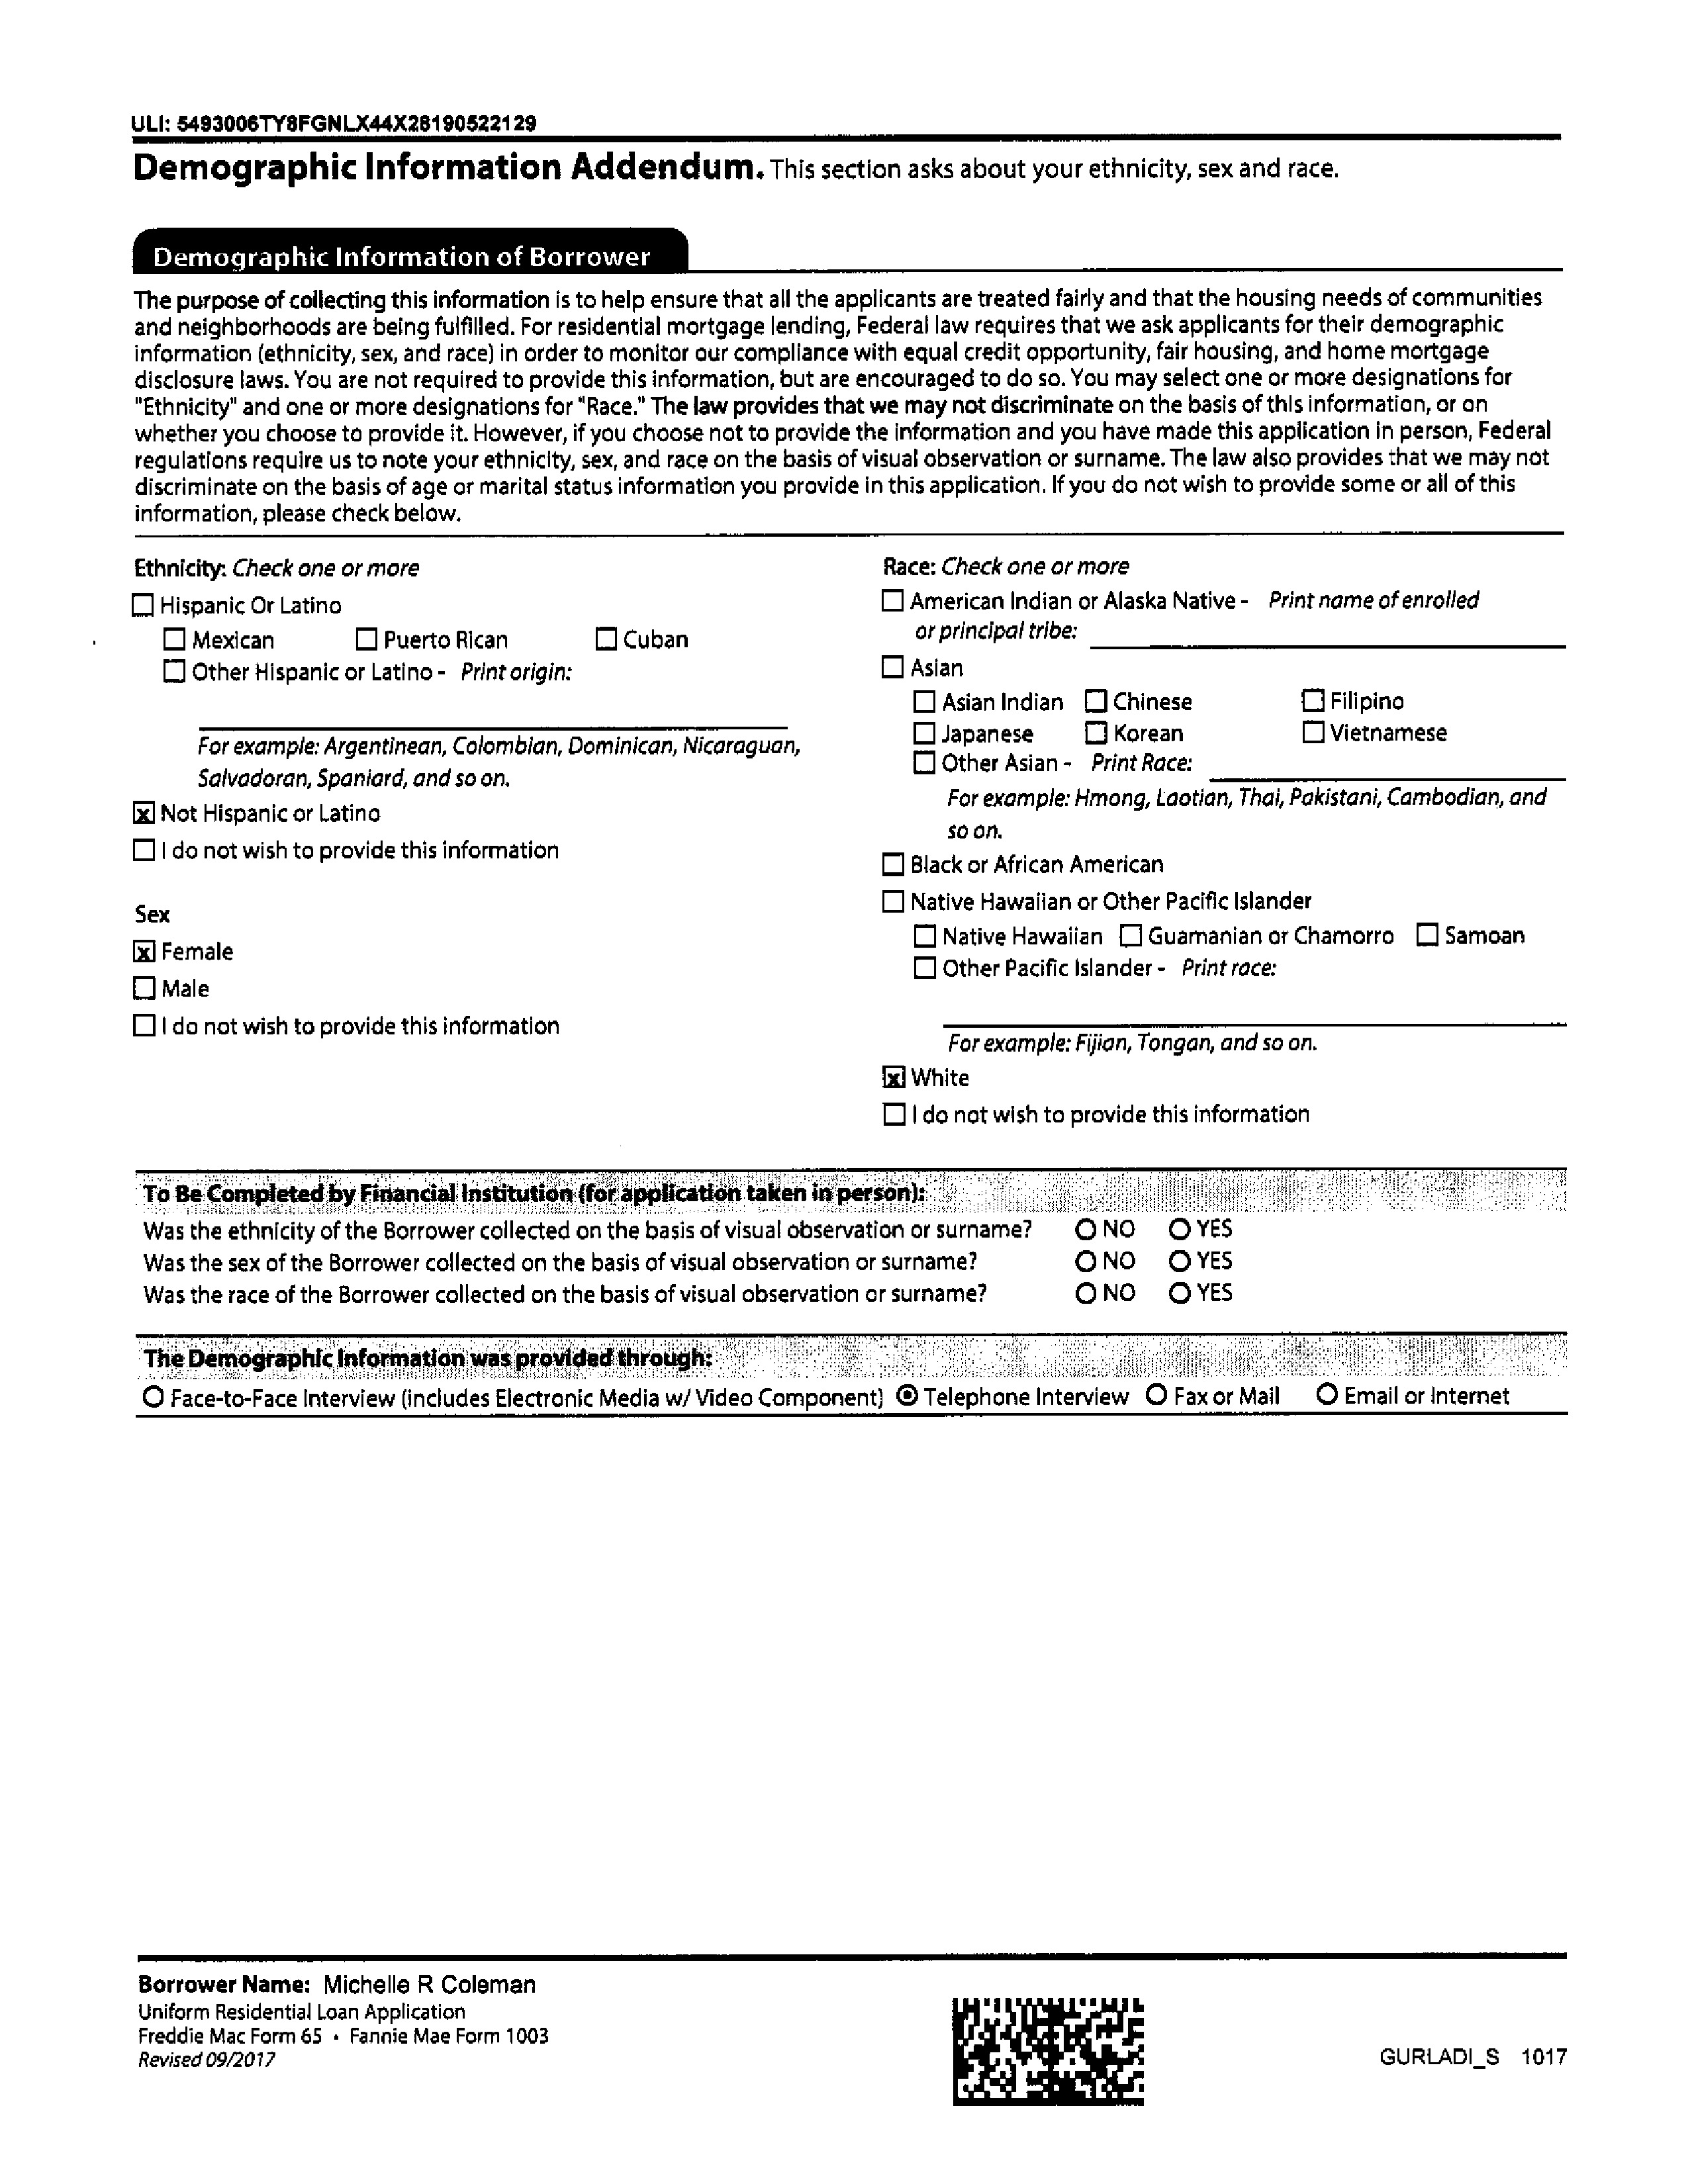 ULI: 5493006TY8FGNLX44X28190522129
Demographic Information Addendum. This section asks about your ethnicity, sex and race.
Demographic Information of Borrower
The purpose of collecting this information is to help ensure that all the applicants are treated fairly and that the housing needs of communities
and neighborhoods are being fulfilled. For residential mortgage lending, Federal law requires that we ask applicants for their demographic
information (ethnicity, sex, and race) in order to monitor our compliance with equal credit opportunity, fair housing, and home mortgage
disclosure laws. You are not required to provide this information, but are encouraged to do so. You may select one or more designations for
"Ethnicity" and one or more designations for "Race." The law provides that we may not discriminate on the basis of this information, or on
whether you choose to provide it. However, if you choose not to provide the information and you have made this application in person, Federal
regulations require us to note your ethnicity, sex, and race on the basis of visual observation or surname. The law also provides that we may not
discriminate on the basis of age or marital status information you provide in this application. If you do not wish to provide some or all of this
information, please check below.
Ethnicity: Check one or more
☐ Hispanic Or Latino
☐ Mexican ☐ Puerto Rican ☐ Cuban
☐ Other Hispanic or Latino - Print origin:
For example: Argentinean, Colombian, Dominican, Nicaraguan,
Salvadoran, Spaniard, and so on.
☒ Not Hispanic or Latino
☐ I do not wish to provide this information
Sex
☒ Female
☐ Male
☐ I do not wish to provide this information
Race: Check one or more
☐ American Indian or Alaska Native - Print name of enrolled
or principal tribe:
☐ Asian
☐ Asian Indian ☐ Chinese ☐ Filipino
☐ Japanese ☐ Korean ☐ Vietnamese
☐ Other Asian - Print Race:
For example: Hmong, Laotian, Thai, Pakistani, Cambodian, and
so on.
☐ Black or African American
☐ Native Hawaiian or Other Pacific Islander
☐ Native Hawaiian ☐ Guamanian or Chamorro ☐ Samoan
☐ Other Pacific Islander - Print race:
For example: Fijian, Tongan, and so on.
☒ White
☐ I do not wish to provide this information
To Be Completed by Financial Institution (for application taken in person):
Was the ethnicity of the Borrower collected on the basis of visual observation or surname? ○ NO ○ YES
Was the sex of the Borrower collected on the basis of visual observation or surname? ○ NO ○ YES
Was the race of the Borrower collected on the basis of visual observation or surname? ○ NO ○ YES
The Demographic Information was provided through:
○ Face-to-Face Interview (includes Electronic Media w/ Video Component) ◉ Telephone Interview ○ Fax or Mail ○ Email or Internet
Borrower Name: Michelle R Coleman
Uniform Residential Loan Application
Freddie Mac Form 65 • Fannie Mae Form 1003
Revised 09/2017
GURLADI_S 1017